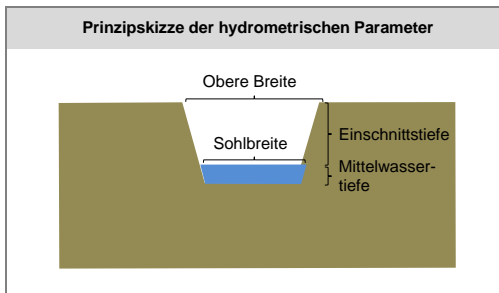 Prinzipskizze der hydrometrischen Parameter
Obere Breite
Sohlbreite
Einschnittstiefe
Mittelwasser-
tiefe